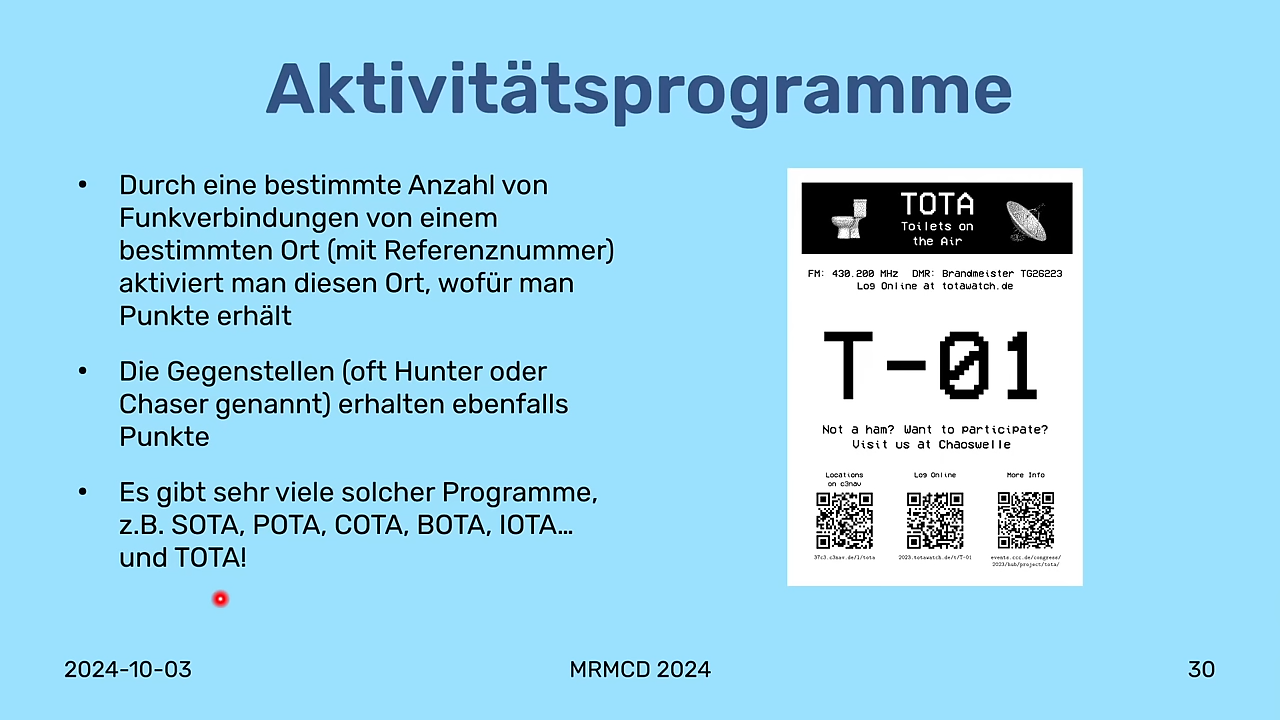 Aktivitätsprogramme
• Durch eine bestimmte Anzahl von
Funkverbindungen von einem
bestimmten Ort (mit Referenznummer)
aktiviert man diesen Ort, wofür man
Punkte erhält
• Die Gegenstellen (oft Hunter oder
Chaser genannt) erhalten ebenfalls
Punkte
• Es gibt sehr viele solcher Programme,
z.B. SOTA, POTA, COTA, BOTA, IOTA...
und TOTA!
TOTA
Toilets on
the Air
FM: 430.200 MHz DMR: Brandmeister TG26223
Log Online at totawatch.de
T-01
Not a ham? Want to participate?
Visit us at Chaoswelle
Locations
on c3nav
Log Online
More Info
37c3.c3nav.de/l/tota
2023.totawatch.de/t/T-01
events.ccc.de/congress/
2023/hub/project/tota/
2024-10-03
MRMCD 2024
30